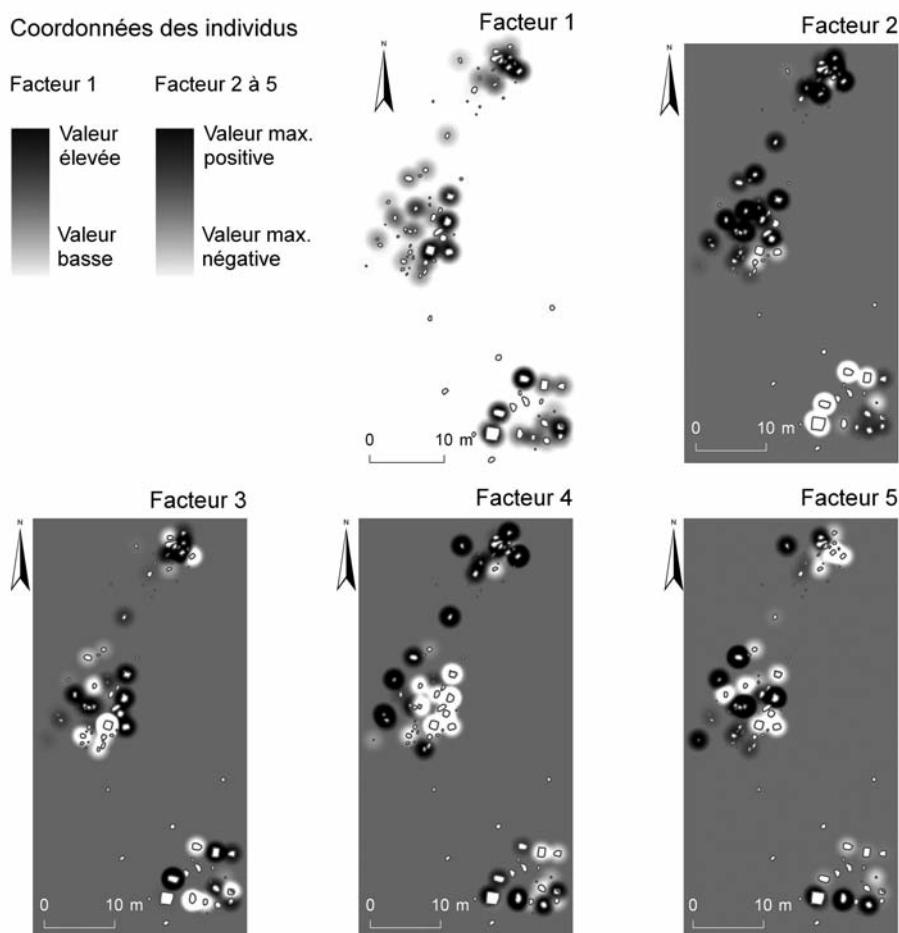 Coordonnées des individus
Facteur 1
Facteur 2 à 5
Valeur
élevée
Valeur
basse
Valeur max.
positive
Valeur max.
négative
Facteur 1
N
0 10 m
Facteur 2
N
0 10 m
Facteur 3
N
0 10 m
Facteur 4
N
0 10 m
Facteur 5
N
0 10 m